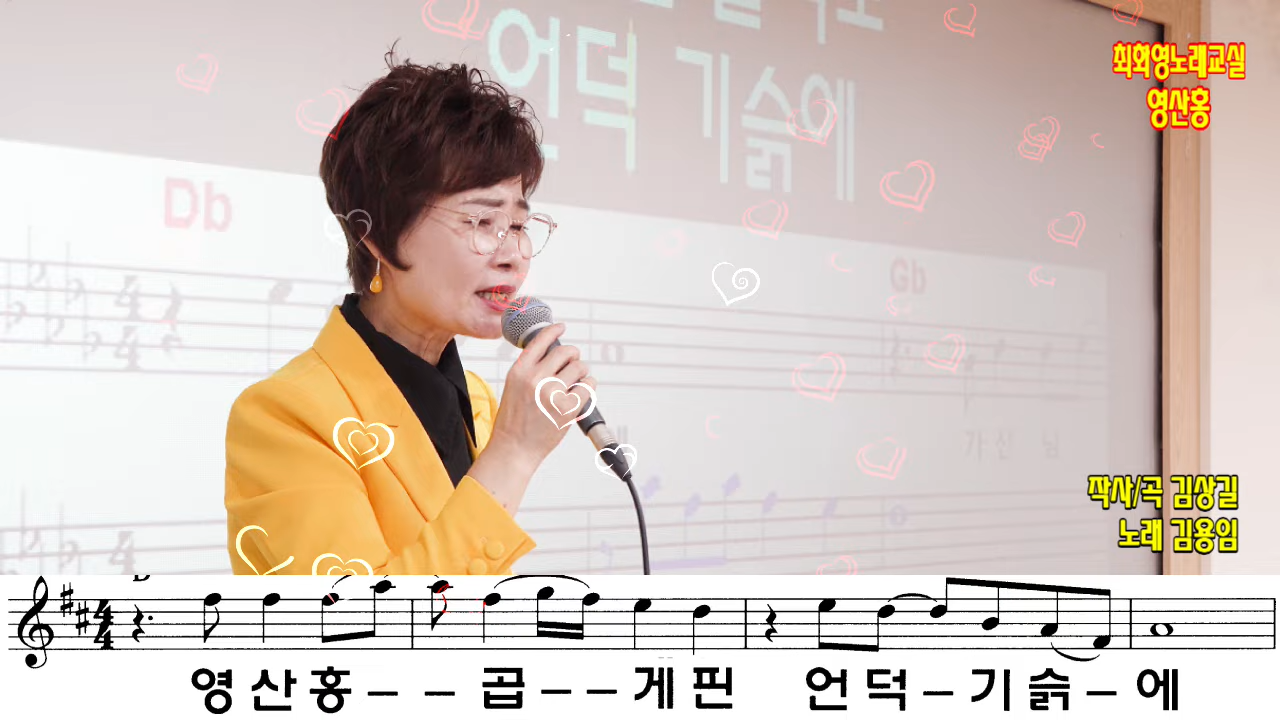 언덕 기슭에
최화영노래교실
영산홍
Db
Gb
가 신 님
작사/곡 김상길
노래 김용임
영 산 홍 – – 곱 – – 게 핀 언 덕 – 기 슭 – 에